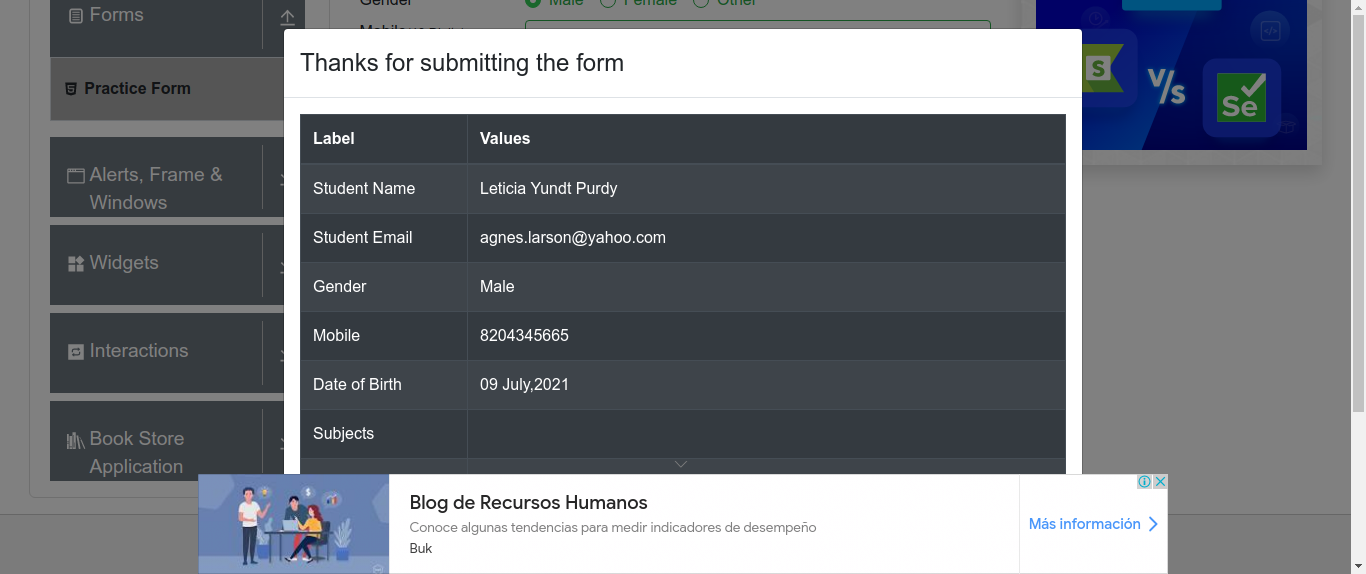 Gender Male Female Other
Forms
Thanks for submitting the form
Practice Form
S
V/s
Se
Label Values
Student Name Leticia Yundt Purdy
Alerts, Frame &
Windows
Student Email agnes.larson@yahoo.com
Widgets
Gender Male
Mobile 8204345665
Interactions
Date of Birth 09 July,2021
Subjects
Book Store
Application
Blog de Recursos Humanos
Conoce algunas tendencias para medir indicadores de desempeño
Buk
Más información